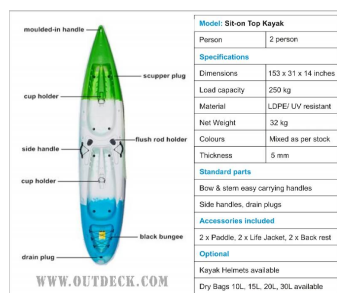 moulded-in handle
scupper plug
cup holder
flush rod holder
side handle
cup holder
black bungee
drain plug
WWW.OUTDECK.COM
Model: Sit-on Top Kayak
Person 2 person
Specifications
Dimensions 153 x 31 x 14 inches
Load capacity 250 kg
Material LDPE/ UV resistant
Net Weight 32 kg
Colours Mixed as per stock
Thickness 5 mm
Standard parts
Bow & stern easy carrying handles
Side handles, drain plugs
Accessories included
2 x Paddle, 2 x Life Jacket, 2 x Back rest
Optional
Kayak Helmets available
Dry Bags 10L, 15L, 20L, 30L available